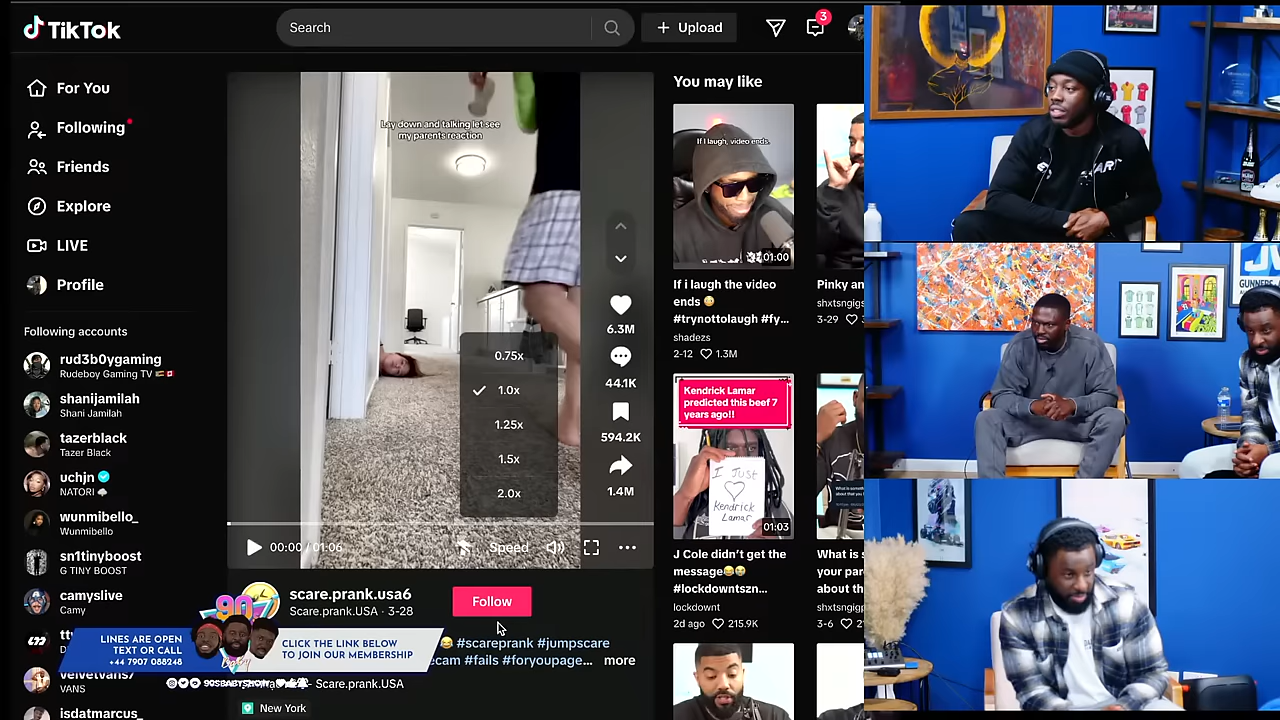 TikTok
Search
Upload
3
For You
Following
Friends
Explore
LIVE
Profile
Following accounts
rud3b0ygaming
Rudeboy Gaming TV
shanijamilah
Shani Jamilah
tazerblack
Tazer Black
uchjn
NATORI
wunmibello_
Wunmibello
sn1tinyboost
G TINY BOOST
camyslive
Camy
VANS
isdatmarcus_
Lay down and talking let see
my parents reaction
6.3M
44.1K
594.2K
1.4M
0.75x
1.0x
1.25x
1.5x
2.0x
00:00 / 01:06
Speed
scare.prank.usa6
Scare.prank.USA · 3-28
Follow
#scareprank #jumpscare
#fails #foryoupage... more
- Scare.prank.USA
New York
90
LINES ARE OPEN
TEXT OR CALL
+44 7907 088248
CLICK THE LINK BELOW
TO JOIN OUR MEMBERSHIP
90SBABYSHOW
You may like
If I laugh, video ends.
01:00
If i laugh the video
ends
#trynottolaugh #fy...
shadezs
2-12 1.3M
Pinky an
shxtsngigs
3-29
Kendrick Lamar
predicted this beef 7
years ago!!
I Just
Kendrick
Lamar
01:03
J Cole didn't get the
message
#lockdowntszn...
lockdownt
2d ago 215.9K
What is s
your par
about th
shxtsngig
3-6
GUNNERS